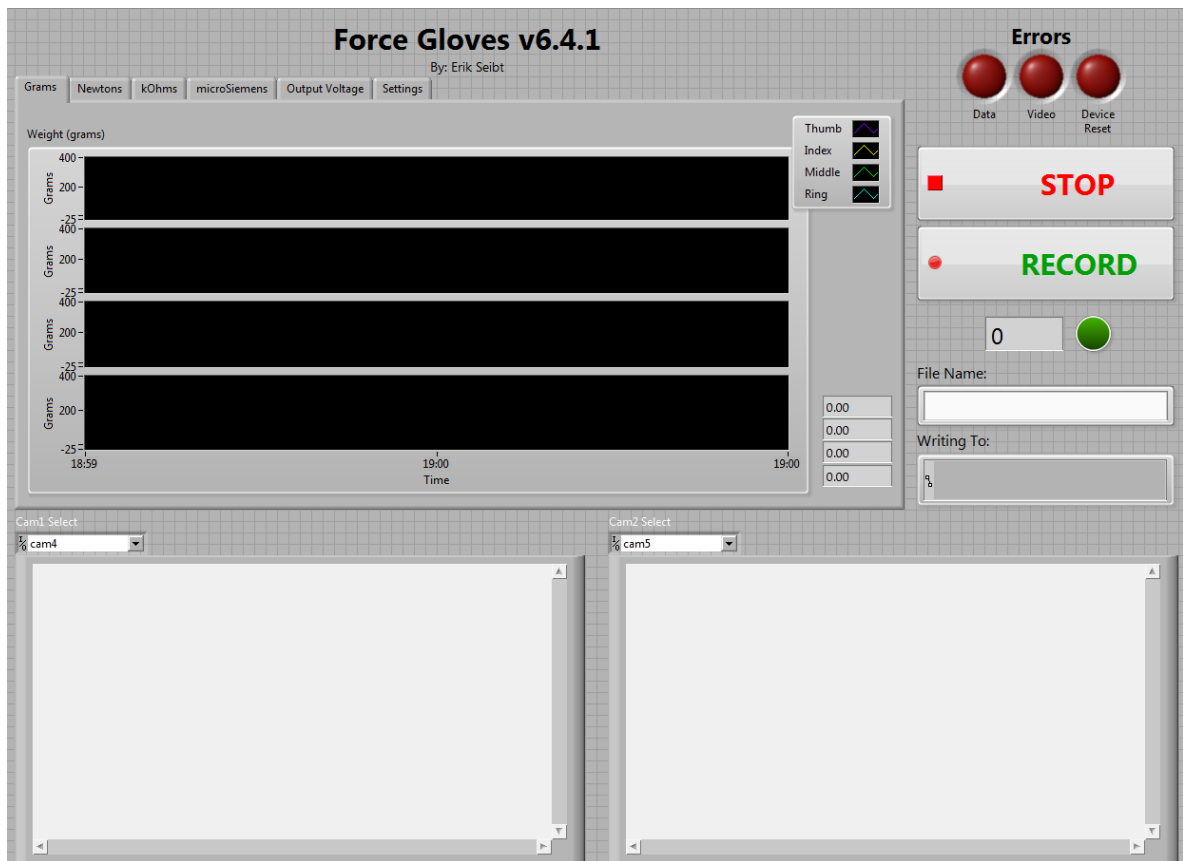 Force Gloves v6.4.1
By: Erik Seibt
Errors
Data Video Device Reset
Grams Newtons kOhms microSiemens Output Voltage Settings
Weight (grams)
Thumb
Index
Middle
Ring
400
200
-25
Grams
400
200
-25
Grams
400
200
-25
Grams
400
200
-25
Grams
18:59 19:00 19:00
Time
0.00
0.00
0.00
0.00
STOP
RECORD
0
File Name:
Writing To:
Cam1 Select
cam4
Cam2 Select
cam5